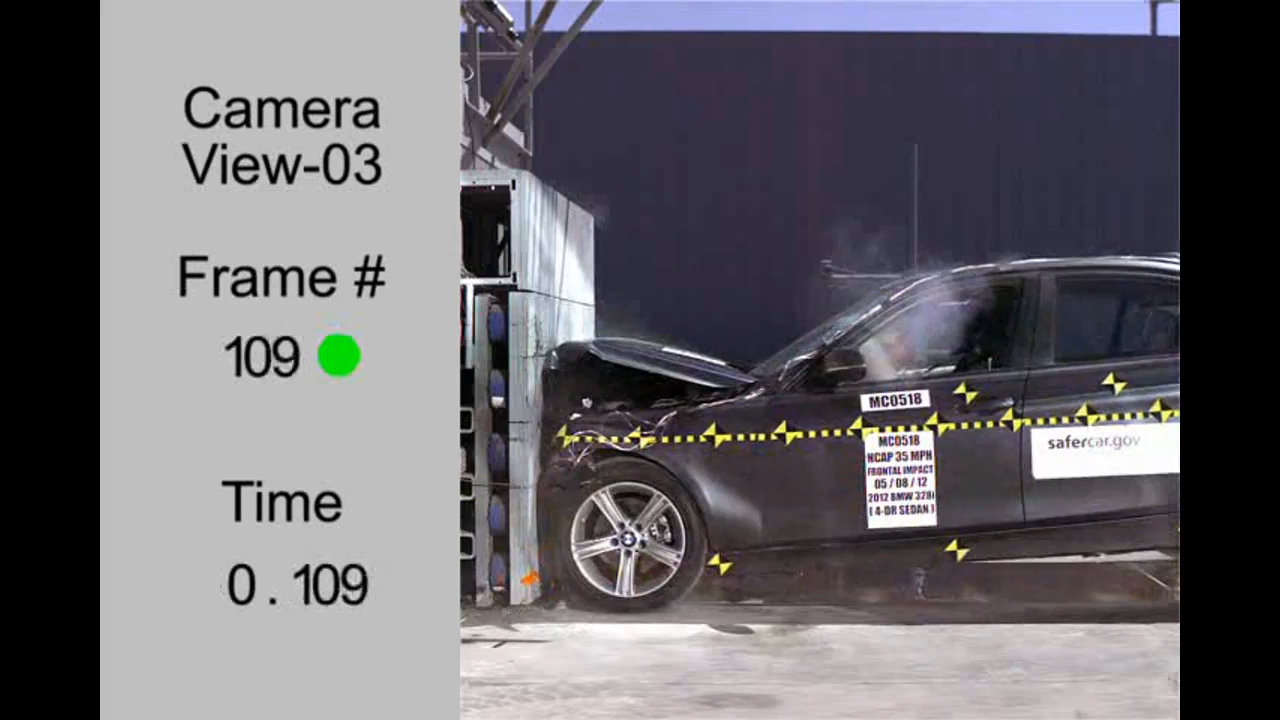 Camera
View-03
Frame #
109
Time
0.109
MC0518
MC0518
NCAP 35 MPH
FRONTAL IMPACT
05 / 08 / 12
2012 BMW 328i
( 4-DR SEDAN )
safercar.gov